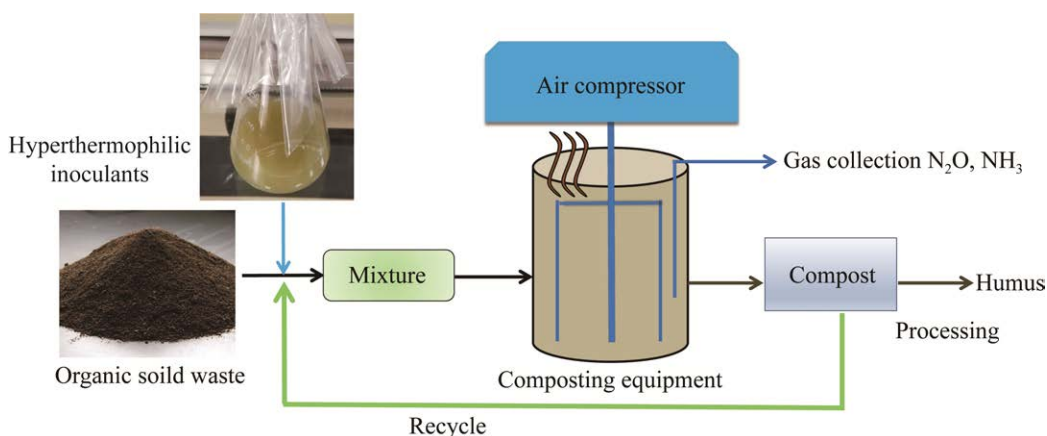 Air compressor
Hyperthermophilic
inoculants
Gas collection N₂O, NH₃
Mixture
Compost
Humus
Processing
Organic soild waste
Composting equipment
Recycle